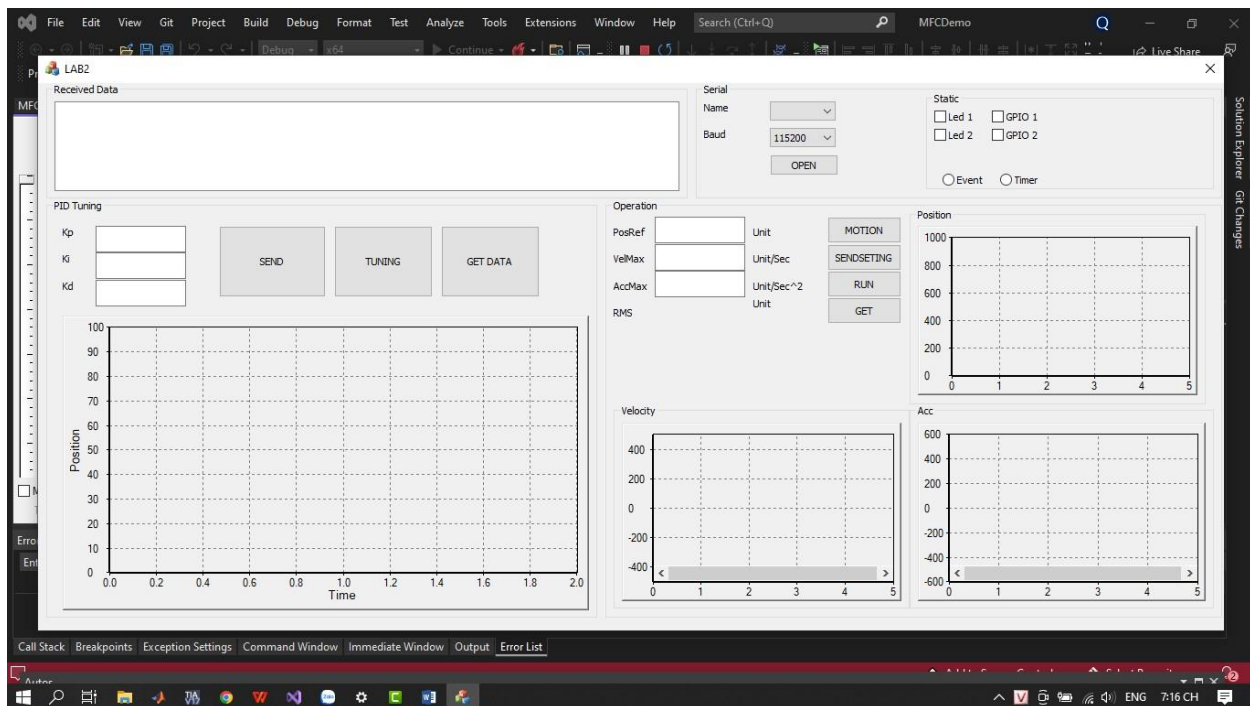 File Edit View Git Project Build Debug Format Test Analyze Tools Extensions Window Help Search (Ctrl+Q) MFCDemo Q
Debug x64 Continue Live Share
LAB2
Received Data
Serial
Name
Baud 115200
OPEN
Static
Led 1 GPIO 1
Led 2 GPIO 2
Event Timer
Solution Explorer
Git Changes
PID Tuning
Kp
Ki
Kd
SEND TUNING GET DATA
100
90
80
70
60
50
40
30
20
10
0
Position
0.0 0.2 0.4 0.6 0.8 1.0 1.2 1.4 1.6 1.8 2.0
Time
Operation
PosRef Unit MOTION
VelMax Unit/Sec SENDSETING
AccMax Unit/Sec^2 RUN
RMS Unit GET
Position
1000
800
600
400
200
0
0 1 2 3 4 5
Velocity
400
200
0
-200
-400
0 1 2 3 4 5
Acc
600
400
200
0
-200
-400
-600
0 1 2 3 4 5
Call Stack Breakpoints Exception Settings Command Window Immediate Window Output Error List
Autos
ENG 7:16 CH